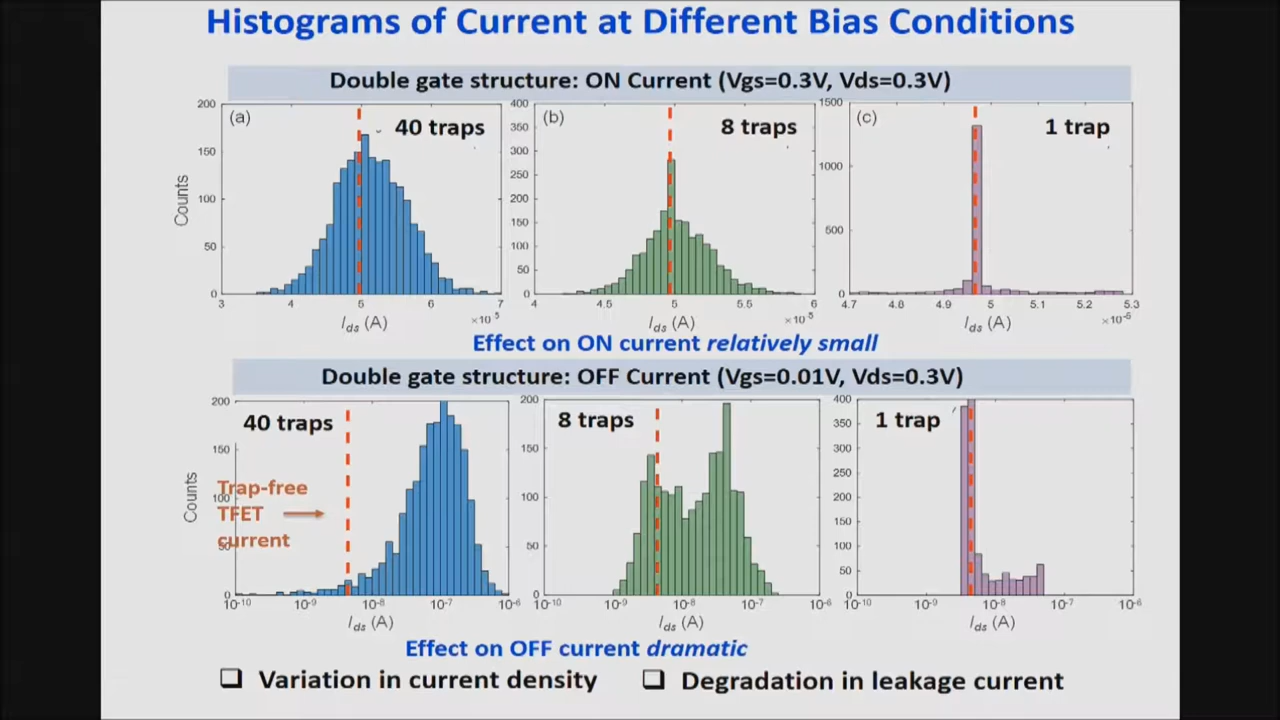 Histograms of Current at Different Bias Conditions
Double gate structure: ON Current (Vgs=0.3V, Vds=0.3V)
(a) 40 traps
200
150
100
50
0
Counts
3 4 5 6 7
I_ds (A) ×10^5
(b) 8 traps
400
350
300
250
200
150
100
50
0
4 4.5 5 5.5 6
I_ds (A) ×10^5
(c) 1 trap
1500
1000
500
0
4.7 4.8 4.9 5 5.1 5.2 5.3
I_ds (A) ×10^-6
Effect on ON current relatively small
Double gate structure: OFF Current (Vgs=0.01V, Vds=0.3V)
40 traps
200
150
100
50
0
Counts
Trap-free
TFET
current
10^-10 10^-9 10^-8 10^-7 10^-6
I_ds (A)
8 traps
200
150
100
50
0
10^-10 10^-9 10^-8 10^-7 10^-6
I_ds (A)
1 trap
400
350
300
250
200
150
100
50
0
10^-10 10^-9 10^-8 10^-7 10^-6
I_ds (A)
Effect on OFF current dramatic
❑ Variation in current density
❑ Degradation in leakage current